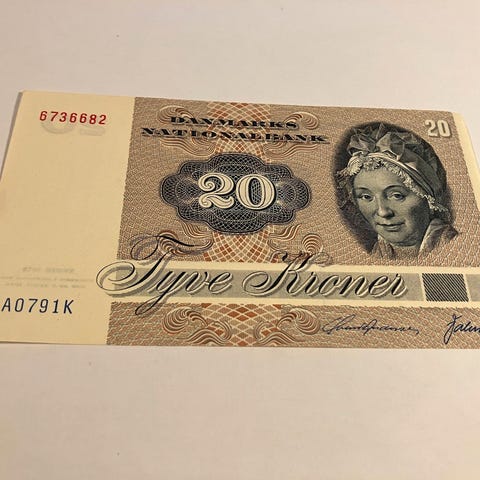 6736682
DANMARKS
NATIONALBANK
20
20
Tyve Kroner
A0791K